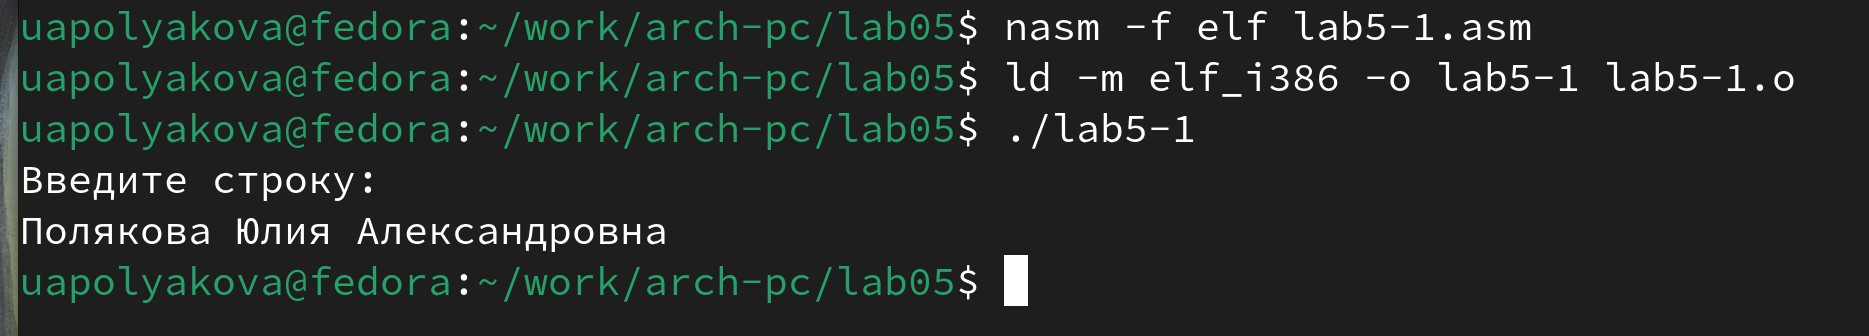 uapolyakova@fedora:~/work/arch-pc/lab05$ nasm -f elf lab5-1.asm
uapolyakova@fedora:~/work/arch-pc/lab05$ ld -m elf_i386 -o lab5-1 lab5-1.o
uapolyakova@fedora:~/work/arch-pc/lab05$ ./lab5-1
Введите строку:
Полякова Юлия Александровна
uapolyakova@fedora:~/work/arch-pc/lab05$